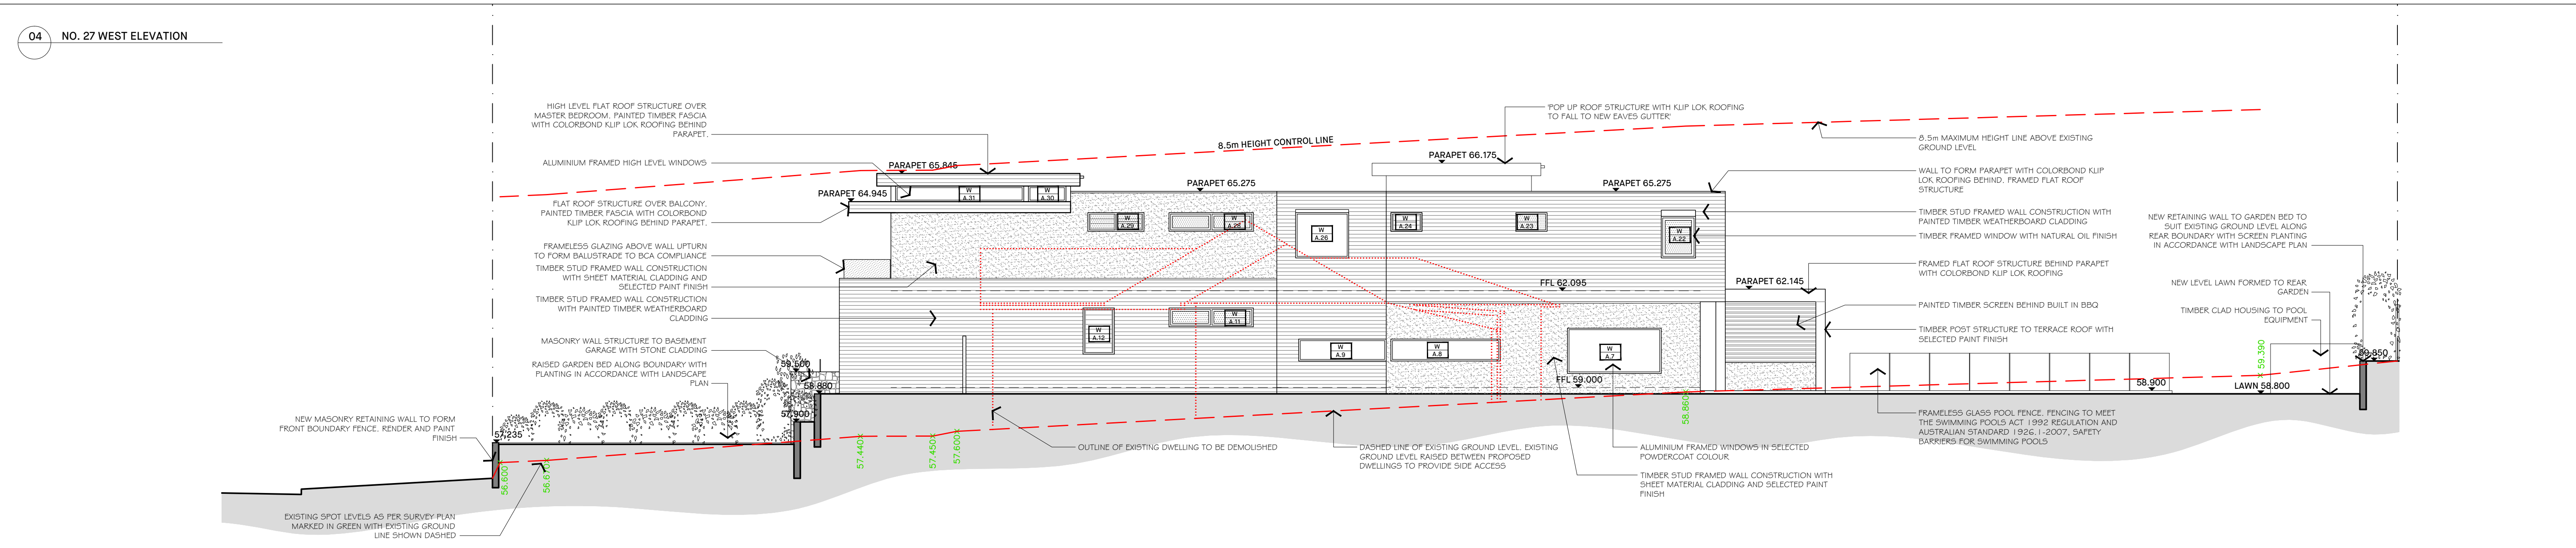 04 NO. 27 WEST ELEVATION
HIGH LEVEL FLAT ROOF STRUCTURE OVER
MASTER BEDROOM. PAINTED TIMBER FASCIA
WITH COLORBOND KLIP LOK ROOFING BEHIND
PARAPET.
ALUMINIUM FRAMED HIGH LEVEL WINDOWS
FLAT ROOF STRUCTURE OVER BALCONY.
PAINTED TIMBER FASCIA WITH COLORBOND
KLIP LOK ROOFING BEHIND PARAPET.
FRAMELESS GLAZING ABOVE WALL UPTURN
TO FORM BALUSTRADE TO BCA COMPLIANCE
TIMBER STUD FRAMED WALL CONSTRUCTION
WITH SHEET MATERIAL CLADDING AND
SELECTED PAINT FINISH
TIMBER STUD FRAMED WALL CONSTRUCTION
WITH PAINTED TIMBER WEATHERBOARD
CLADDING
MASONRY WALL STRUCTURE TO BASEMENT
GARAGE WITH STONE CLADDING
RAISED GARDEN BED ALONG BOUNDARY WITH
PLANTING IN ACCORDANCE WITH LANDSCAPE
PLAN
NEW MASONRY RETAINING WALL TO FORM
FRONT BOUNDARY FENCE. RENDER AND PAINT
FINISH
EXISTING SPOT LEVELS AS PER SURVEY PLAN
MARKED IN GREEN WITH EXISTING GROUND
LINE SHOWN DASHED
57.235
56.600
56.670
59.500
58.880
57.900
57.440
57.450
57.600
PARAPET 65.845
PARAPET 64.945
8.5m HEIGHT CONTROL LINE
PARAPET 65.275
PARAPET 66.175
PARAPET 65.275
'POP UP ROOF STRUCTURE WITH KLIP LOK ROOFING
TO FALL TO NEW EAVES GUTTER'
W
A.31
W
A.30
W
A.29
W
A.28
W
A.26
W
A.24
W
A.23
W
A.22
W
A.12
W
A.11
W
A.9
W
A.8
W
A.7
FFL 62.095
FFL 59.000
PARAPET 62.145
58.860
OUTLINE OF EXISTING DWELLING TO BE DEMOLISHED
DASHED LINE OF EXISTING GROUND LEVEL, EXISTING
GROUND LEVEL RAISED BETWEEN PROPOSED
DWELLINGS TO PROVIDE SIDE ACCESS
ALUMINIUM FRAMED WINDOWS IN SELECTED
POWDERCOAT COLOUR
TIMBER STUD FRAMED WALL CONSTRUCTION WITH
SHEET MATERIAL CLADDING AND SELECTED PAINT
FINISH
8.5m MAXIMUM HEIGHT LINE ABOVE EXISTING
GROUND LEVEL
WALL TO FORM PARAPET WITH COLORBOND KLIP
LOK ROOFING BEHIND. FRAMED FLAT ROOF
STRUCTURE
TIMBER STUD FRAMED WALL CONSTRUCTION WITH
PAINTED TIMBER WEATHERBOARD CLADDING
TIMBER FRAMED WINDOW WITH NATURAL OIL FINISH
FRAMED FLAT ROOF STRUCTURE BEHIND PARAPET
WITH COLORBOND KLIP LOK ROOFING
PAINTED TIMBER SCREEN BEHIND BUILT IN BBQ
TIMBER POST STRUCTURE TO TERRACE ROOF WITH
SELECTED PAINT FINISH
FRAMELESS GLASS POOL FENCE. FENCING TO MEET
THE SWIMMING POOLS ACT 1992 REGULATION AND
AUSTRALIAN STANDARD 1926.1-2007, SAFETY
BARRIERS FOR SWIMMING POOLS
NEW RETAINING WALL TO GARDEN BED TO
SUIT EXISTING GROUND LEVEL ALONG
REAR BOUNDARY WITH SCREEN PLANTING
IN ACCORDANCE WITH LANDSCAPE PLAN
NEW LEVEL LAWN FORMED TO REAR
GARDEN
TIMBER CLAD HOUSING TO POOL
EQUIPMENT
58.900
59.390
LAWN 58.800